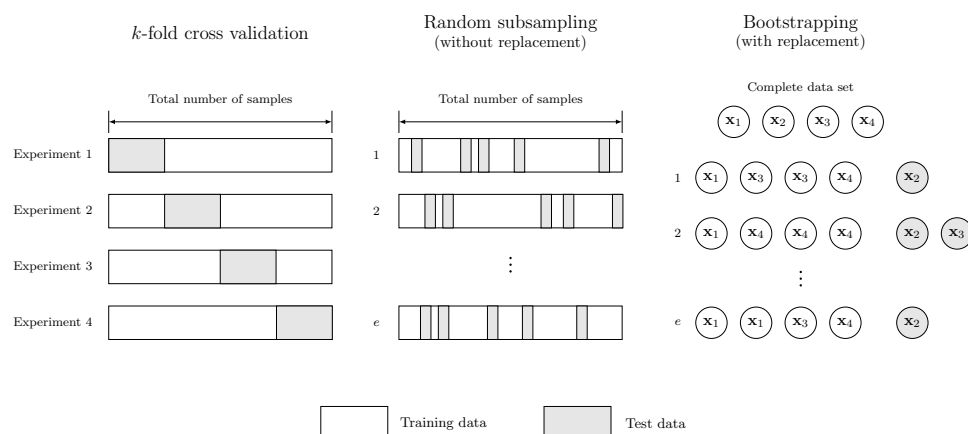 k-fold cross validation
Total number of samples
Experiment 1
Experiment 2
Experiment 3
Experiment 4
Random subsampling
(without replacement)
Total number of samples
1
2
⋮
e
Bootstrapping
(with replacement)
Complete data set
x₁ x₂ x₃ x₄
1 x₁ x₃ x₃ x₄ x₂
2 x₁ x₄ x₄ x₄ x₂ x₃
⋮
e x₁ x₁ x₃ x₄ x₂
Training data
Test data